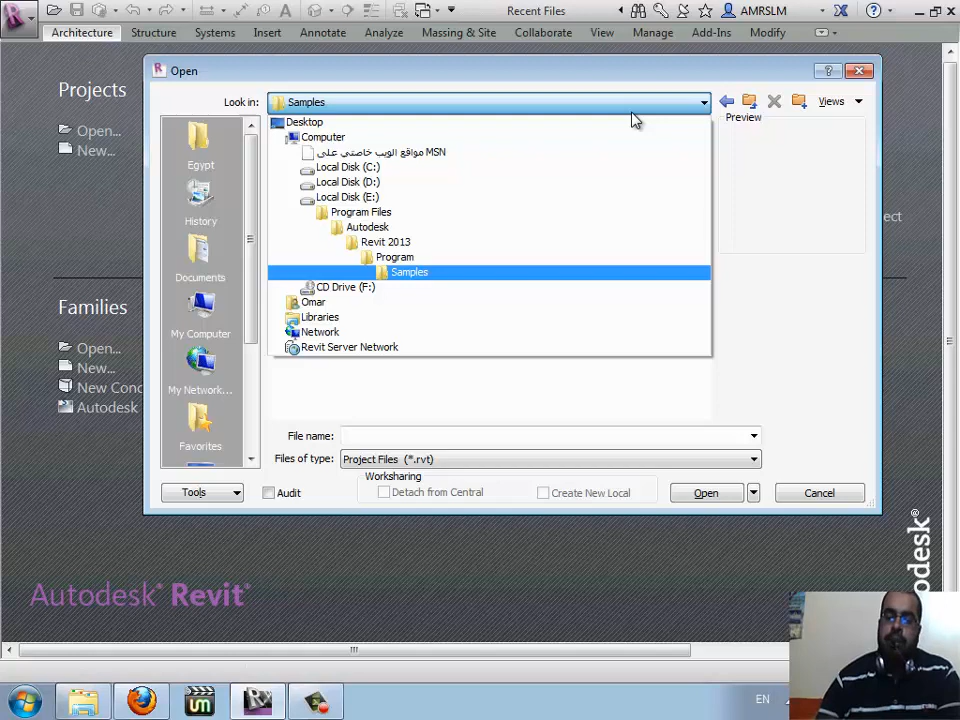 Recent Files
AMRSLM
Architecture Structure Systems Insert Annotate Analyze Massing & Site Collaborate View Manage Add-Ins Modify
Projects
Open...
New...
Families
Open...
New...
New Conc
Autodesk
Open
Look in:
Samples
Views
Preview
Egypt
History
Documents
My Computer
My Network...
Favorites
Desktop
Computer
مواقع الويب خاصتي على MSN
Local Disk (C:)
Local Disk (D:)
Local Disk (E:)
Program Files
Autodesk
Revit 2013
Program
Samples
CD Drive (F:)
Omar
Libraries
Network
Revit Server Network
File name:
Files of type:
Project Files (*.rvt)
Worksharing
Tools
Audit
Detach from Central
Create New Local
Open
Cancel
ect
Autodesk® Revit®
odesk®
EN